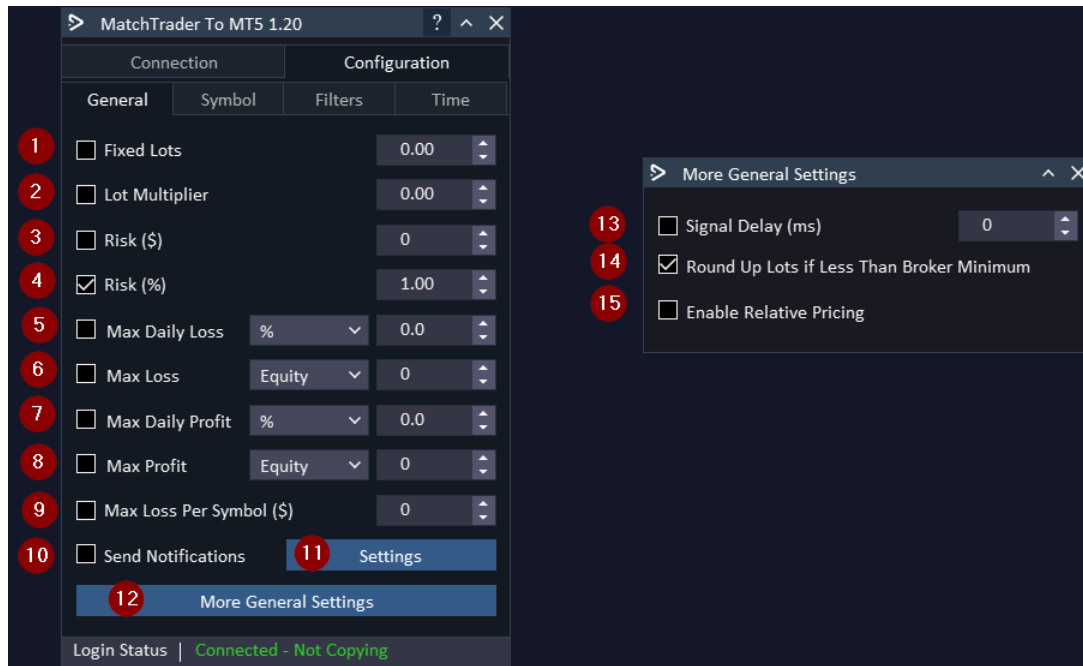 MatchTrader To MT5 1.20 ?
Connection Configuration
General Symbol Filters Time
1 Fixed Lots 0.00
2 Lot Multiplier 0.00
3 Risk ($) 0
4 Risk (%) 1.00
5 Max Daily Loss % 0.0
6 Max Loss Equity 0
7 Max Daily Profit % 0.0
8 Max Profit Equity 0
9 Max Loss Per Symbol ($) 0
10 Send Notifications 11 Settings
12 More General Settings
Login Status | Connected - Not Copying
More General Settings
13 Signal Delay (ms) 0
14 Round Up Lots if Less Than Broker Minimum
15 Enable Relative Pricing